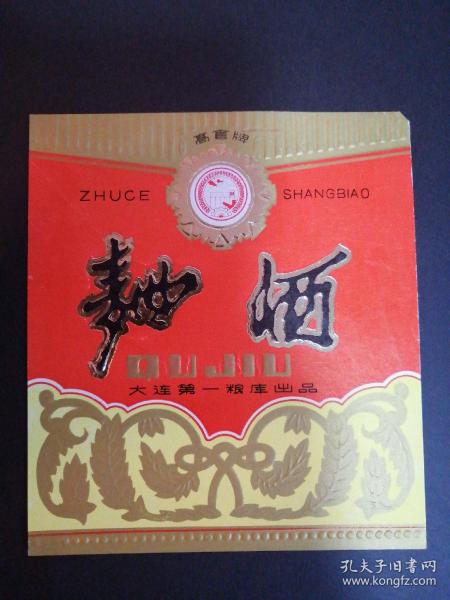 高官牌
ZHUCE SHANGBIAO
麯酒
QUJIU
大连第一粮库出品
孔夫子旧书网
www.kongfz.com